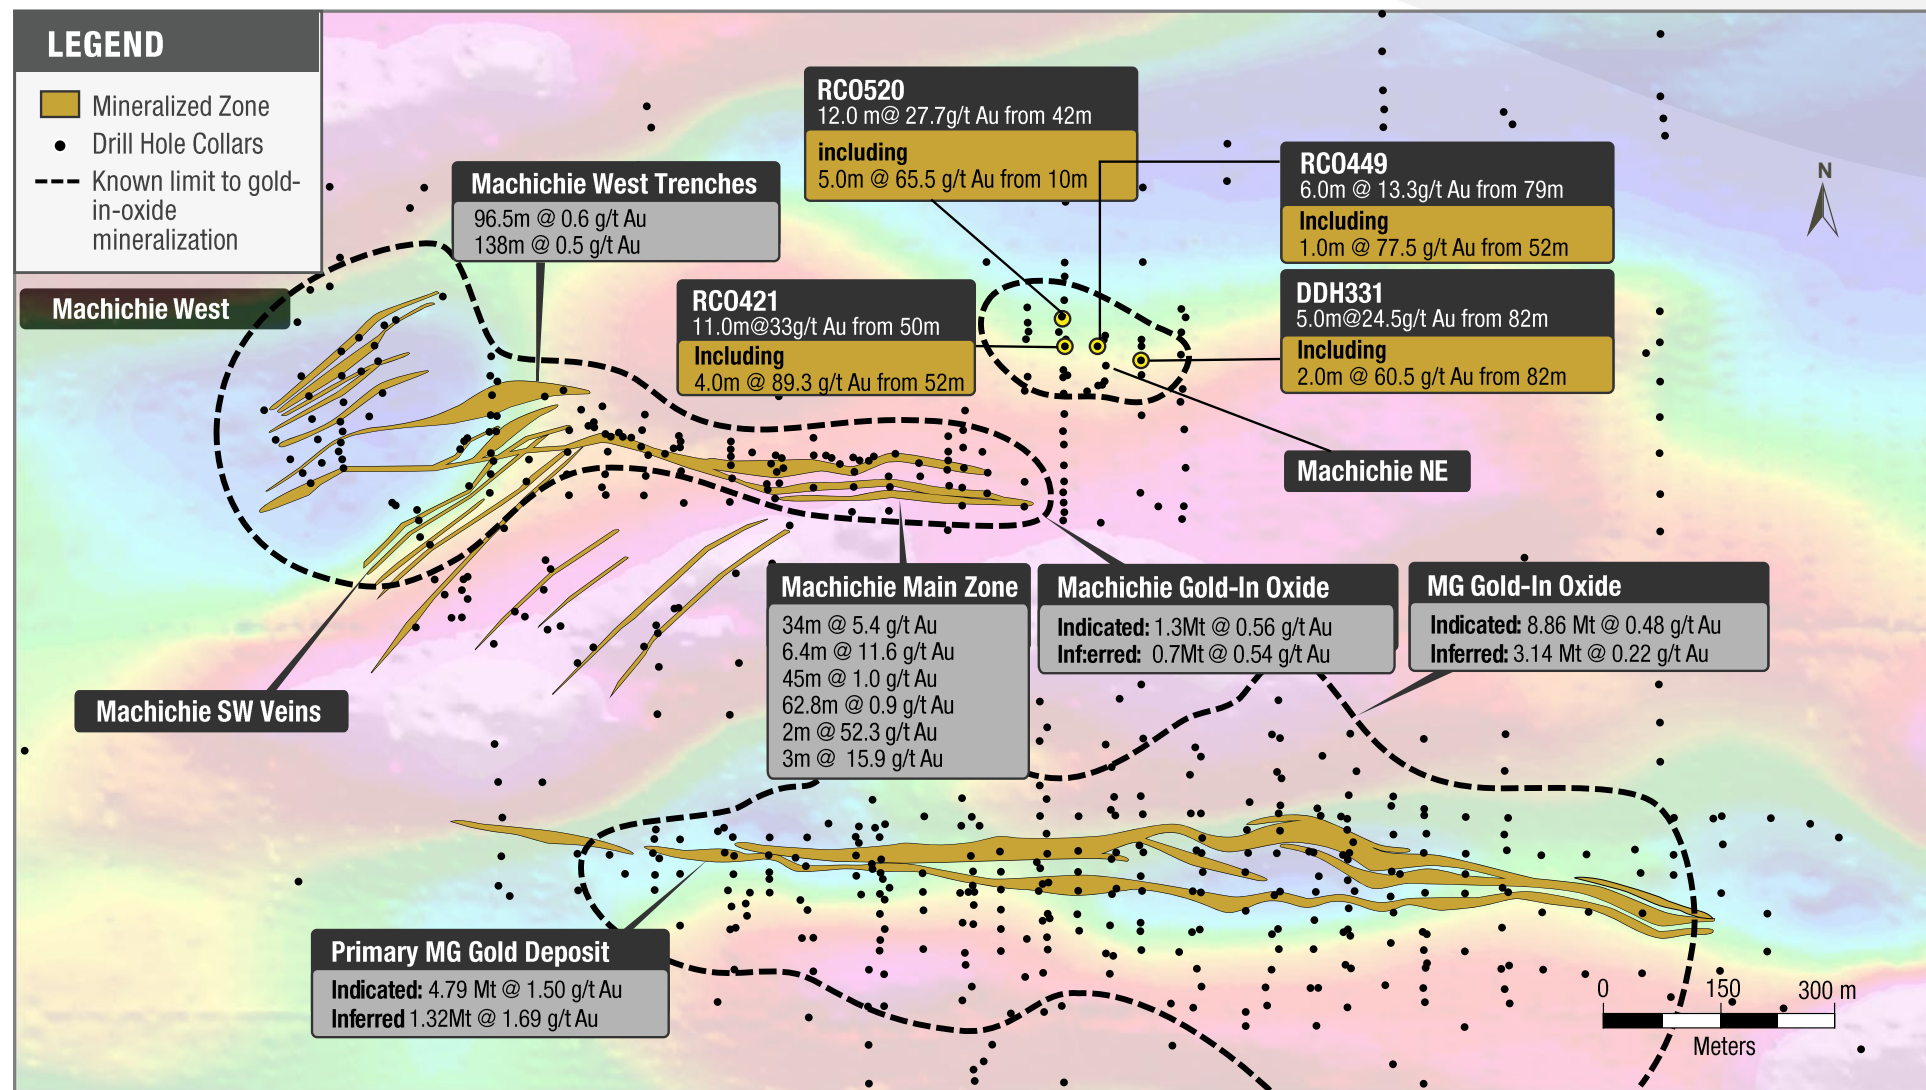 LEGEND
Mineralized Zone
Drill Hole Collars
Known limit to gold-
in-oxide
mineralization
RCO520
12.0 m@ 27.7g/t Au from 42m
including
5.0m @ 65.5 g/t Au from 10m
RCO449
6.0m @ 13.3g/t Au from 79m
Including
1.0m @ 77.5 g/t Au from 52m
N
Machichie West Trenches
96.5m @ 0.6 g/t Au
138m @ 0.5 g/t Au
Machichie West
RCO421
11.0m@33g/t Au from 50m
Including
4.0m @ 89.3 g/t Au from 52m
DDH331
5.0m@24.5g/t Au from 82m
Including
2.0m @ 60.5 g/t Au from 82m
Machichie NE
Machichie Main Zone
34m @ 5.4 g/t Au
6.4m @ 11.6 g/t Au
45m @ 1.0 g/t Au
62.8m @ 0.9 g/t Au
2m @ 52.3 g/t Au
3m @ 15.9 g/t Au
Machichie Gold-In Oxide
Indicated: 1.3Mt @ 0.56 g/t Au
Inf:erred: 0.7Mt @ 0.54 g/t Au
MG Gold-In Oxide
Indicated: 8.86 Mt @ 0.48 g/t Au
Inferred: 3.14 Mt @ 0.22 g/t Au
Machichie SW Veins
Primary MG Gold Deposit
Indicated: 4.79 Mt @ 1.50 g/t Au
Inferred 1.32Mt @ 1.69 g/t Au
0 150 300 m
Meters